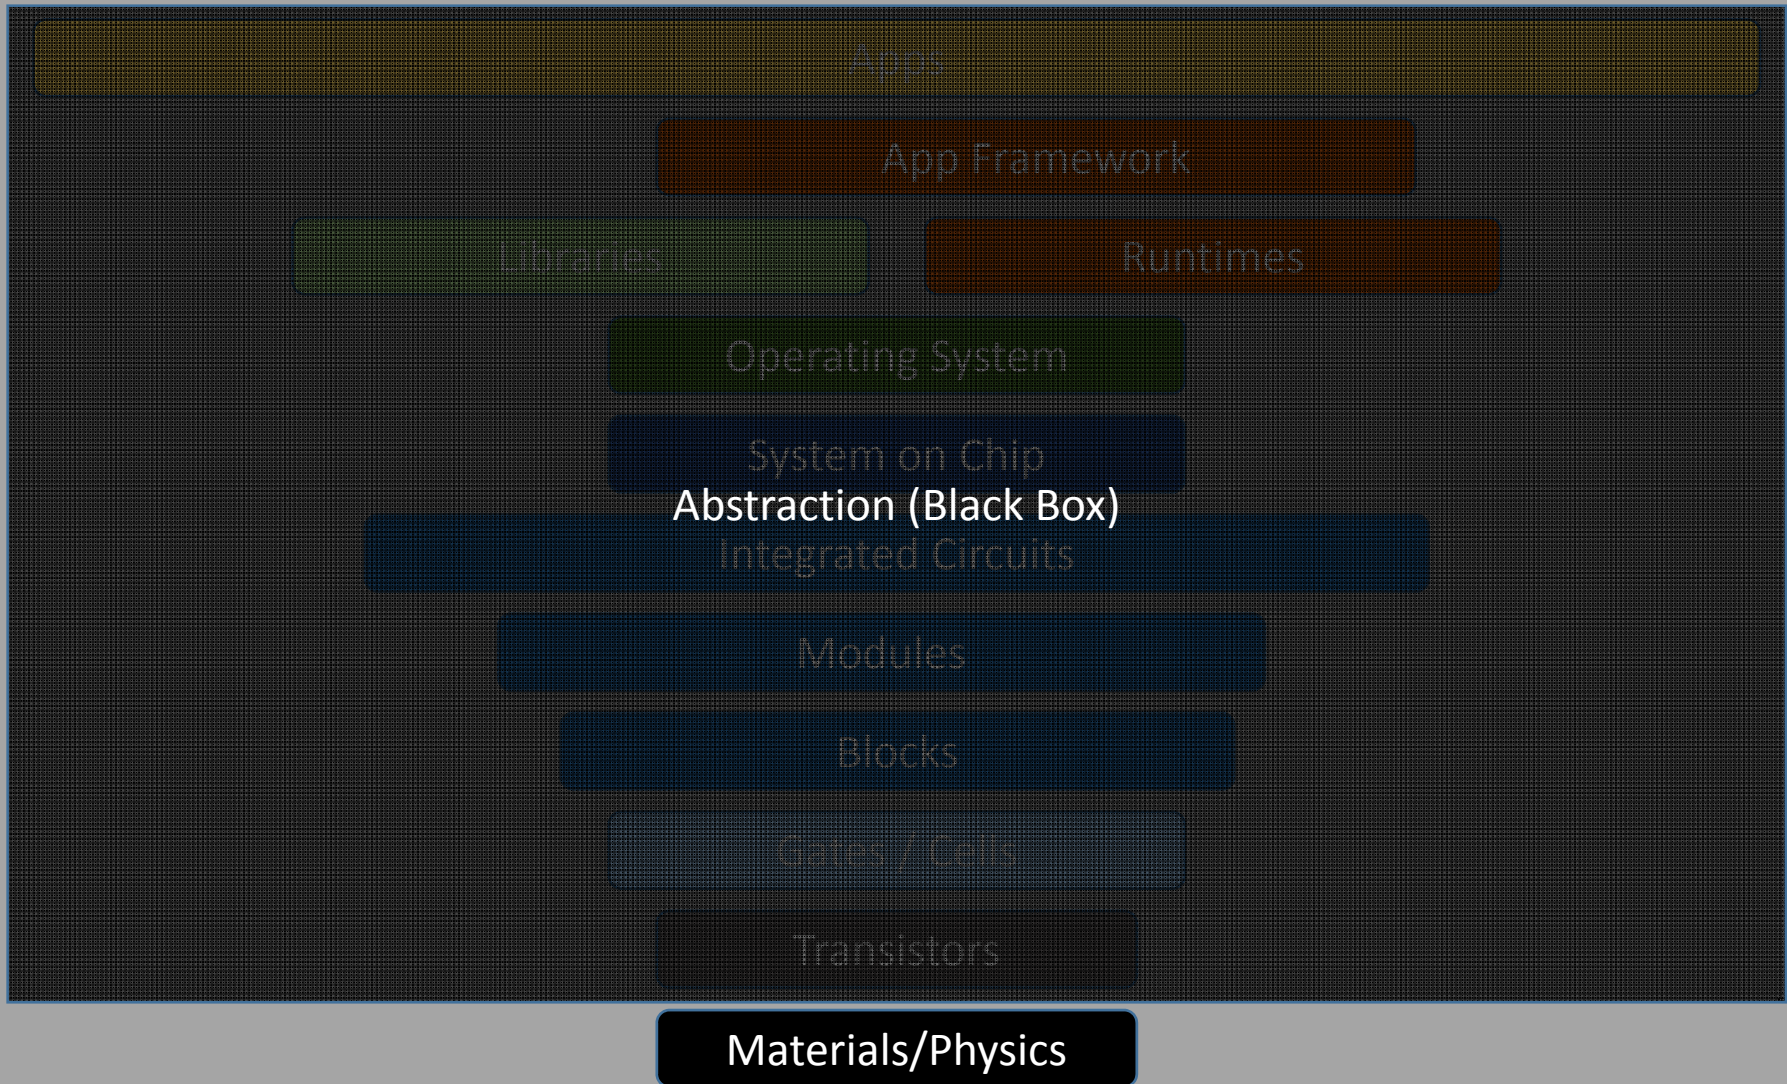 Apps
App Framework
Libraries
Runtimes
Operating System
System on Chip
Abstraction (Black Box)
Integrated Circuits
Modules
Blocks
Gates / Cells
Transistors
Materials/Physics